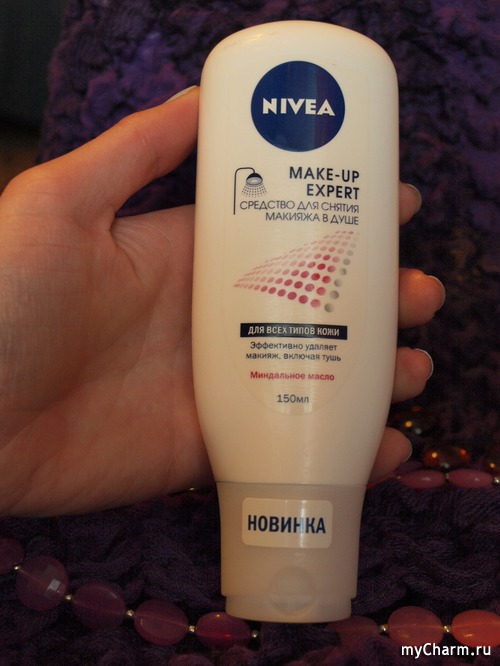 NIVEA
MAKE-UP
EXPERT
СРЕДСТВО ДЛЯ СНЯТИЯ
МАКИЯЖА В ДУШЕ
ДЛЯ ВСЕХ ТИПОВ КОЖИ
Эффективно удаляет
макияж, включая тушь
Миндальное масло
150мл
НОВИНКА
myCharm.ru